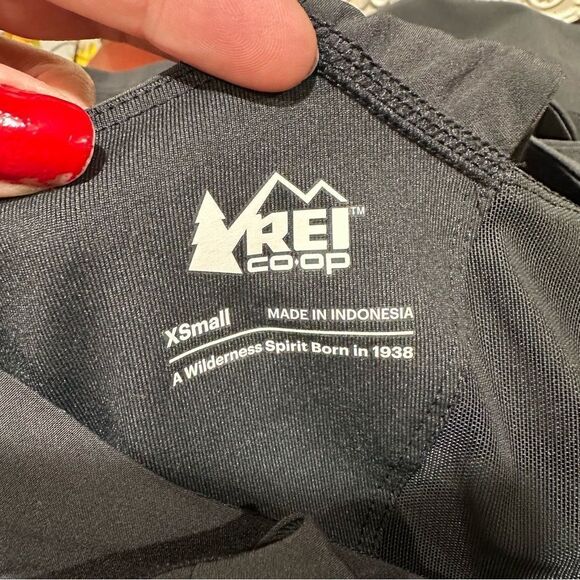 REI™
co·op
XSmall MADE IN INDONESIA
A Wilderness Spirit Born in 1938